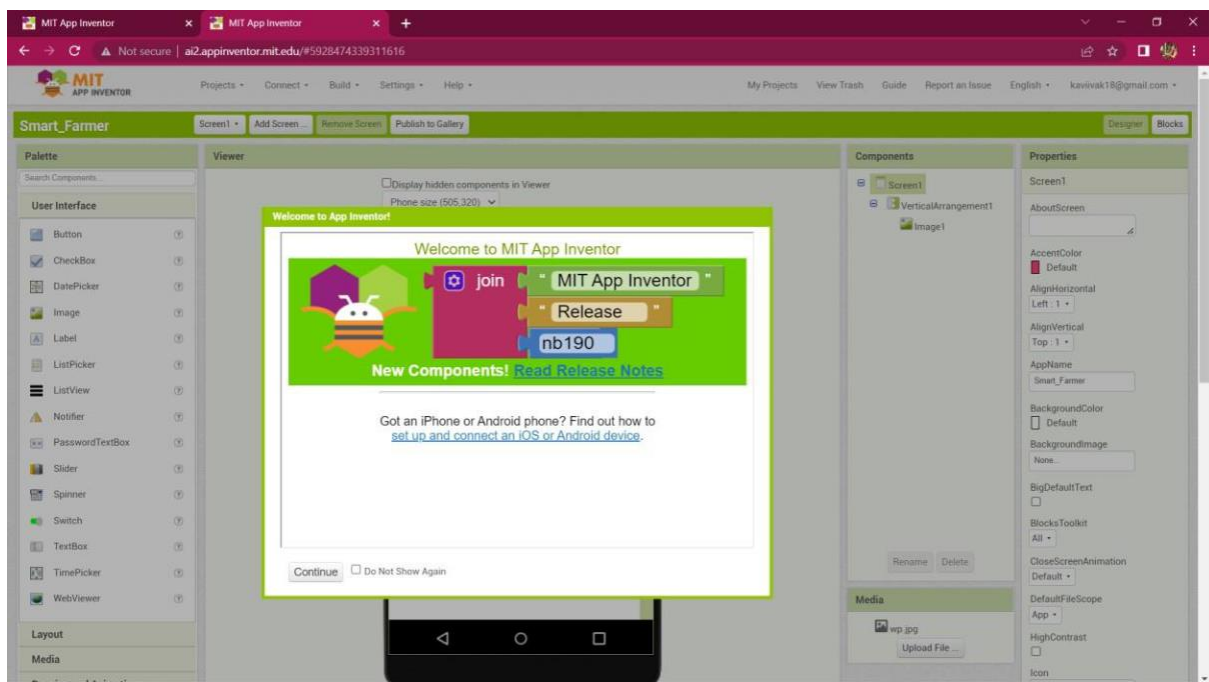 MIT App Inventor
MIT App Inventor
Not secure | ai2.appinventor.mit.edu/#5928474339311616
MIT
APP INVENTOR
Projects Connect Build Settings Help
My Projects View Trash Guide Report an Issue English kaviivak18@gmail.com
Smart_Farmer
Screen1 Add Screen ... Remove Screen Publish to Gallery
Designer Blocks
Palette
Search Components...
User Interface
Button
CheckBox
DatePicker
Image
Label
ListPicker
ListView
Notifier
PasswordTextBox
Slider
Spinner
Switch
TextBox
TimePicker
WebViewer
Layout
Media
Viewer
Display hidden components in Viewer
Phone size (505,320)
Welcome to App Inventor!
Welcome to MIT App Inventor
join " MIT App Inventor "
" Release "
nb190
New Components! Read Release Notes
Got an iPhone or Android phone? Find out how to
set up and connect an iOS or Android device.
Continue Do Not Show Again
Components
Screen1
VerticalArrangement1
Image1
Rename Delete
Media
wp.jpg
Upload File ...
Properties
Screen1
AboutScreen
AccentColor
Default
AlignHorizontal
Left : 1
AlignVertical
Top : 1
AppName
Smart_Farmer
BackgroundColor
Default
BackgroundImage
None...
BigDefaultText
BlocksToolkit
All
CloseScreenAnimation
Default
DefaultFileScope
App
HighContrast
Icon